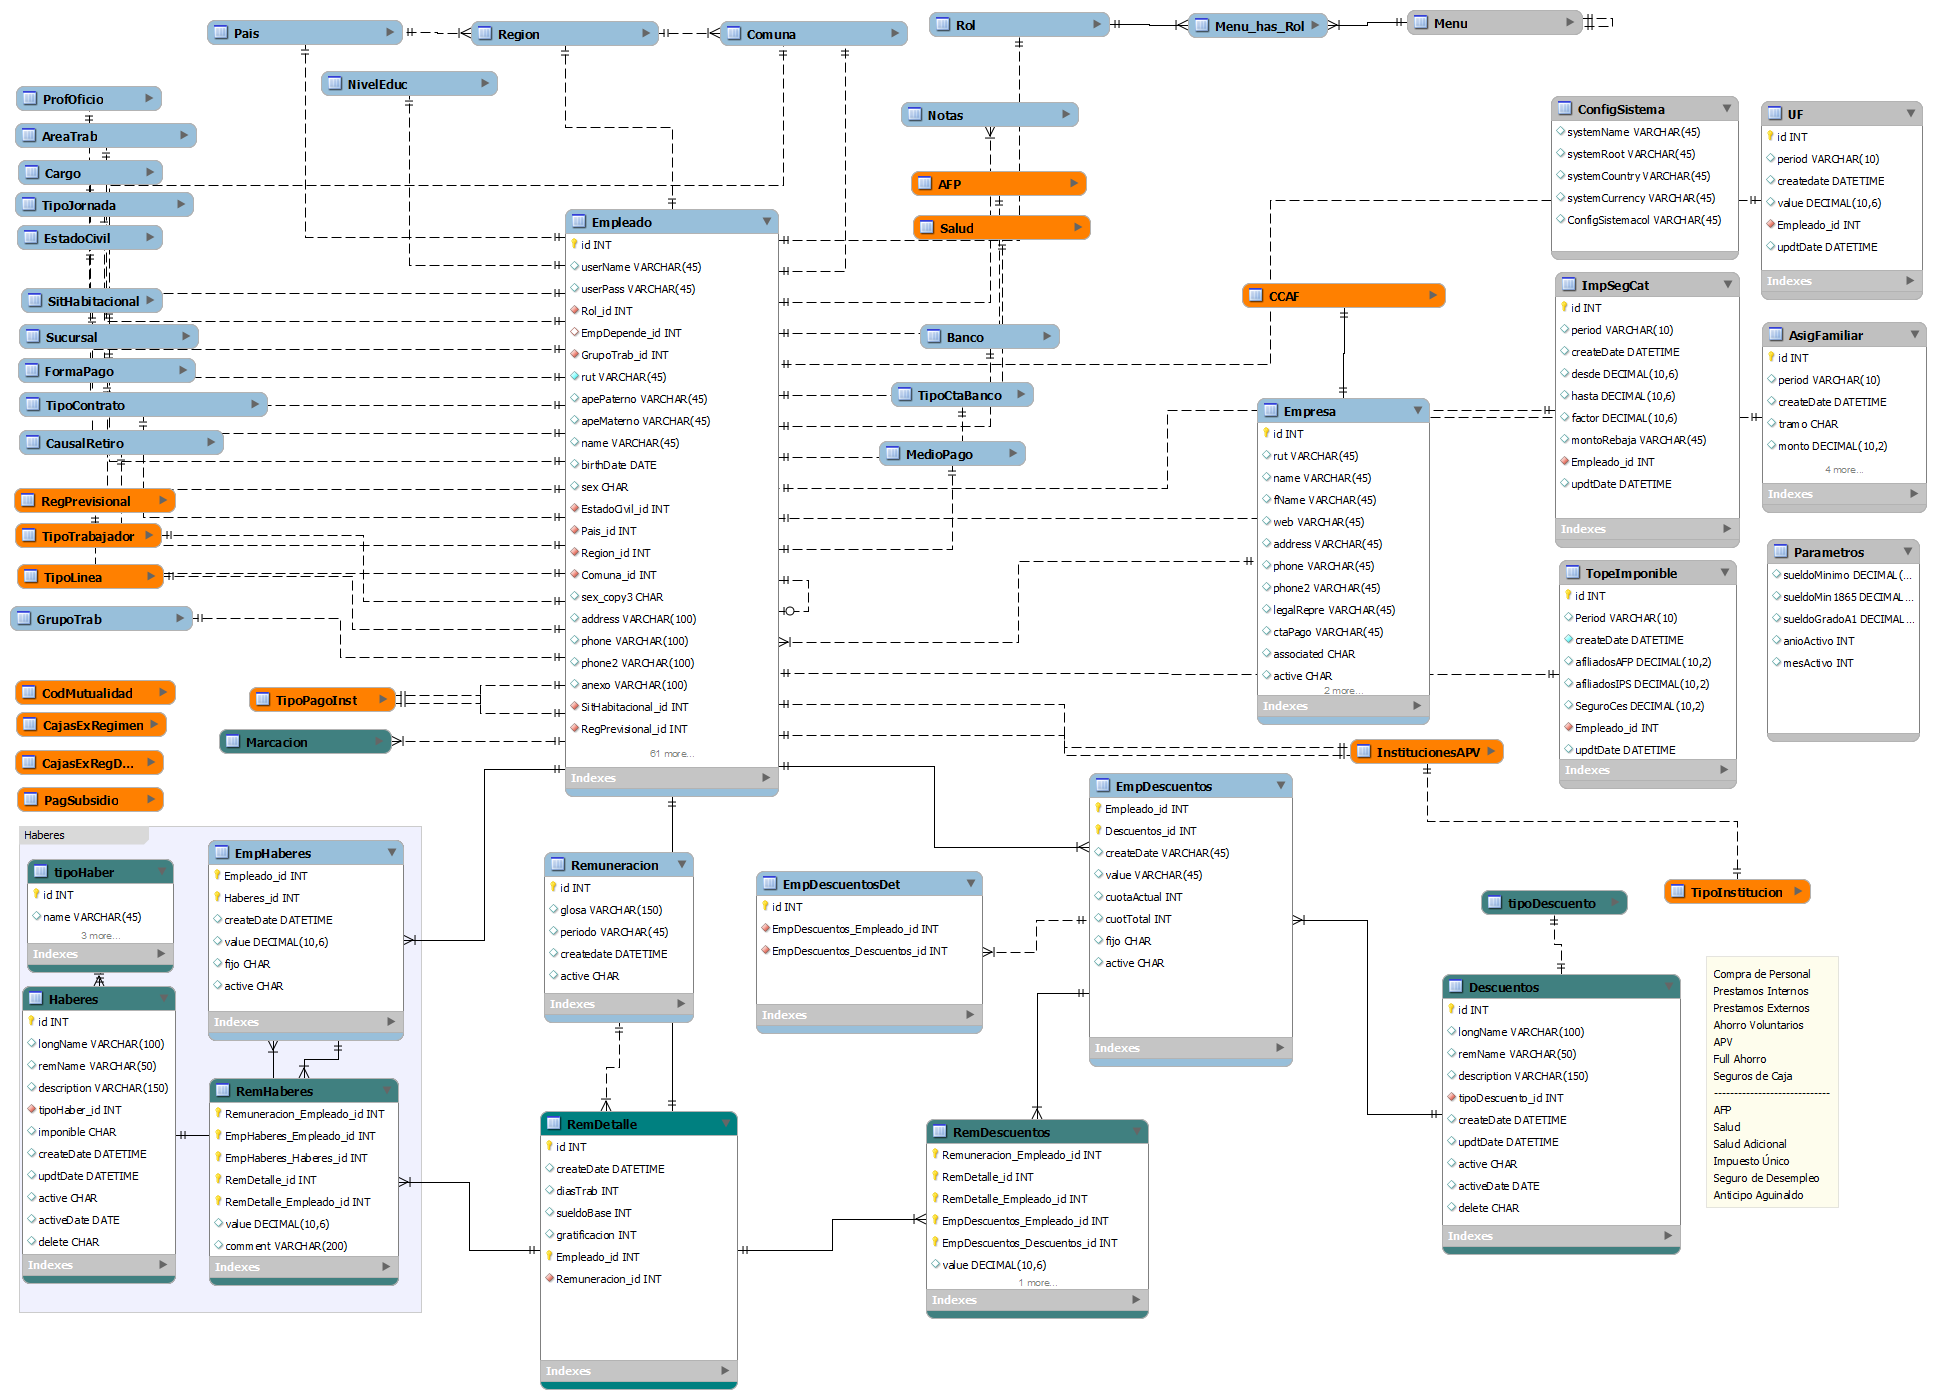 Pais
Region
Comuna
Rol
Menu_has_Rol
Menu
NivelEduc
ProfOficio
AreaTrab
Cargo
TipoJornada
EstadoCivil
SitHabitacional
Sucursal
FormaPago
TipoContrato
CausalRetiro
RegPrevisional
TipoTrabajador
TipoLinea
GrupoTrab
CodMutualidad
CajasExRegimen
CajasExRegD...
PagSubsidio
TipoPagoInst
Marcacion
Notas
AFP
Salud
Banco
TipoCtaBanco
MedioPago
CCAF
InstitucionesAPV
TipoInstitucion
tipoDescuento
Empleado
id INT
userName VARCHAR(45)
userPass VARCHAR(45)
Rol_id INT
EmpDepende_id INT
GrupoTrab_id INT
rut VARCHAR(45)
apePaterno VARCHAR(45)
apeMaterno VARCHAR(45)
name VARCHAR(45)
birthDate DATE
sex CHAR
EstadoCivil_id INT
Pais_id INT
Region_id INT
Comuna_id INT
sex_copy3 CHAR
address VARCHAR(100)
phone VARCHAR(100)
phone2 VARCHAR(100)
anexo VARCHAR(100)
SitHabitacional_id INT
RegPrevisional_id INT
61 more...
Indexes
Empresa
id INT
rut VARCHAR(45)
name VARCHAR(45)
fName VARCHAR(45)
web VARCHAR(45)
address VARCHAR(45)
phone VARCHAR(45)
phone2 VARCHAR(45)
legalRepre VARCHAR(45)
ctaPago VARCHAR(45)
associated CHAR
active CHAR
2 more...
Indexes
ConfigSistema
systemName VARCHAR(45)
systemRoot VARCHAR(45)
systemCountry VARCHAR(45)
systemCurrency VARCHAR(45)
ConfigSistemacol VARCHAR(45)
UF
id INT
period VARCHAR(10)
createdate DATETIME
value DECIMAL(10,6)
Empleado_id INT
updtDate DATETIME
Indexes
ImpSegCat
id INT
period VARCHAR(10)
createDate DATETIME
desde DECIMAL(10,6)
hasta DECIMAL(10,6)
factor DECIMAL(10,6)
montoRebaja VARCHAR(45)
Empleado_id INT
updtDate DATETIME
Indexes
AsigFamiliar
id INT
period VARCHAR(10)
createDate DATETIME
tramo CHAR
monto DECIMAL(10,2)
4 more...
Indexes
TopeImponible
id INT
Period VARCHAR(10)
createDate DATETIME
afiliadosAFP DECIMAL(10,2)
afiliadosIPS DECIMAL(10,2)
SeguroCes DECIMAL(10,2)
Empleado_id INT
updtDate DATETIME
Indexes
Parametros
sueldoMinimo DECIMAL(...
sueldoMin1865 DECIMAL...
sueldoGradoA1 DECIMAL...
anioActivo INT
mesActivo INT
Haberes
tipoHaber
id INT
name VARCHAR(45)
3 more...
Indexes
EmpHaberes
Empleado_id INT
Haberes_id INT
createDate DATETIME
value DECIMAL(10,6)
fijo CHAR
active CHAR
Indexes
Haberes
id INT
longName VARCHAR(100)
remName VARCHAR(50)
description VARCHAR(150)
tipoHaber_id INT
imponible CHAR
createDate DATETIME
updtDate DATETIME
active CHAR
activeDate DATE
delete CHAR
Indexes
RemHaberes
Remuneracion_Empleado_id INT
EmpHaberes_Empleado_id INT
EmpHaberes_Haberes_id INT
RemDetalle_id INT
RemDetalle_Empleado_id INT
value DECIMAL(10,6)
comment VARCHAR(200)
Indexes
Remuneracion
id INT
glosa VARCHAR(150)
periodo VARCHAR(45)
createdate DATETIME
active CHAR
Indexes
EmpDescuentosDet
id INT
EmpDescuentos_Empleado_id INT
EmpDescuentos_Descuentos_id INT
Indexes
EmpDescuentos
Empleado_id INT
Descuentos_id INT
createDate VARCHAR(45)
value VARCHAR(45)
cuotaActual INT
cuotTotal INT
fijo CHAR
active CHAR
Indexes
RemDetalle
id INT
createDate DATETIME
diasTrab INT
sueldoBase INT
gratificacion INT
Empleado_id INT
Remuneracion_id INT
Indexes
RemDescuentos
Remuneracion_Empleado_id INT
RemDetalle_id INT
RemDetalle_Empleado_id INT
EmpDescuentos_Empleado_id INT
EmpDescuentos_Descuentos_id INT
value DECIMAL(10,6)
1 more...
Indexes
Descuentos
id INT
longName VARCHAR(100)
remName VARCHAR(50)
description VARCHAR(150)
tipoDescuento_id INT
createDate DATETIME
updtDate DATETIME
active CHAR
activeDate DATE
delete CHAR
Indexes
Compra de Personal
Prestamos Internos
Prestamos Externos
Ahorro Voluntarios
APV
Full Ahorro
Seguros de Caja
------------------------------
AFP
Salud
Salud Adicional
Impuesto Único
Seguro de Desempleo
Anticipo Aguinaldo